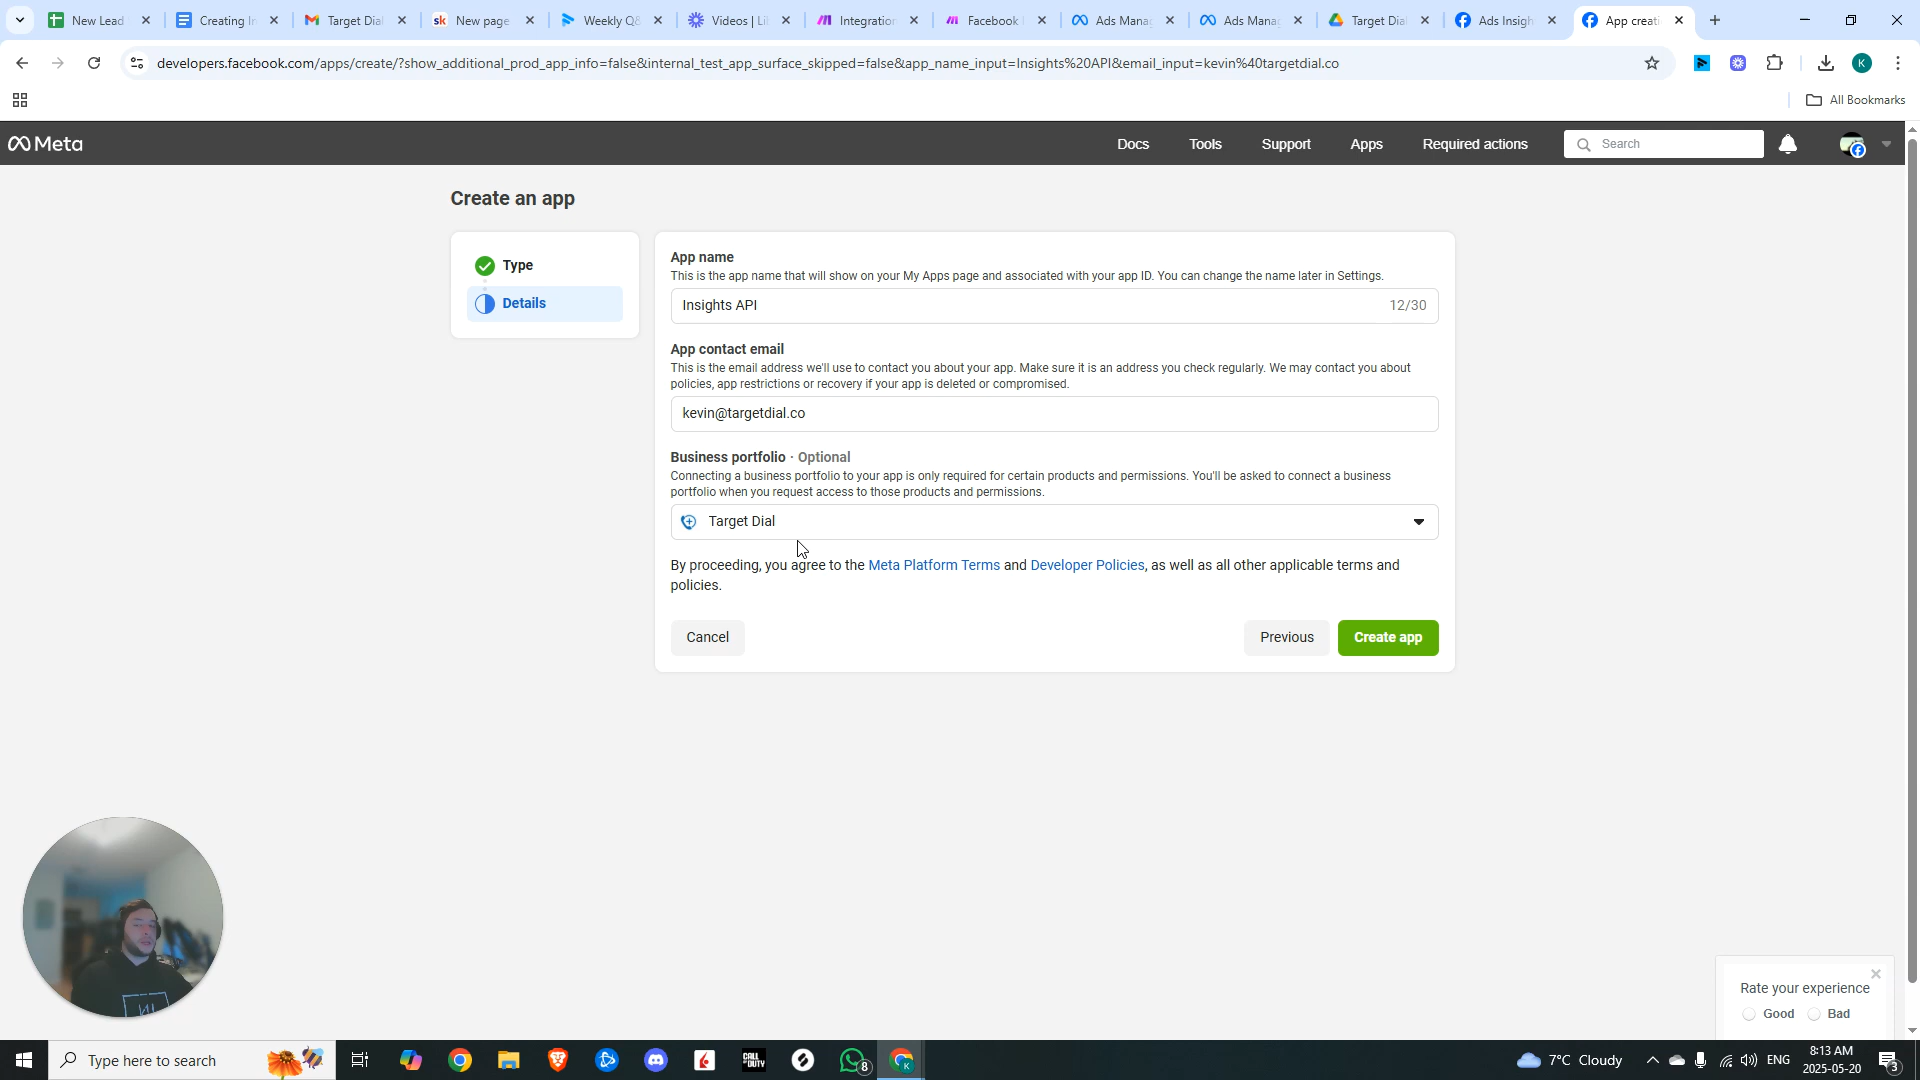 New Lead
Creating In
Target Dial
New page
Weekly Q&
Videos | Li
Integration
Facebook
Ads Manag
Ads Manag
Target Dia
Ads Insigh
App creati
developers.facebook.com/apps/create/?show_additional_prod_app_info=false&internal_test_app_surface_skipped=false&app_name_input=Insights%20API&email_input=kevin%40targetdial.co
K
All Bookmarks
Meta
Docs
Tools
Support
Apps
Required actions
Search
Create an app
Type
Details
App name
This is the app name that will show on your My Apps page and associated with your app ID. You can change the name later in Settings.
Insights API
12/30
App contact email
This is the email address we'll use to contact you about your app. Make sure it is an address you check regularly. We may contact you about
policies, app restrictions or recovery if your app is deleted or compromised.
kevin@targetdial.co
Business portfolio · Optional
Connecting a business portfolio to your app is only required for certain products and permissions. You'll be asked to connect a business
portfolio when you request access to those products and permissions.
Target Dial
By proceeding, you agree to the Meta Platform Terms and Developer Policies, as well as all other applicable terms and
policies.
Cancel
Previous
Create app
Rate your experience
Good
Bad
Type here to search
CALL OF DUTY
8
K
7°C Cloudy
ENG
8:13 AM
2025-05-20
3